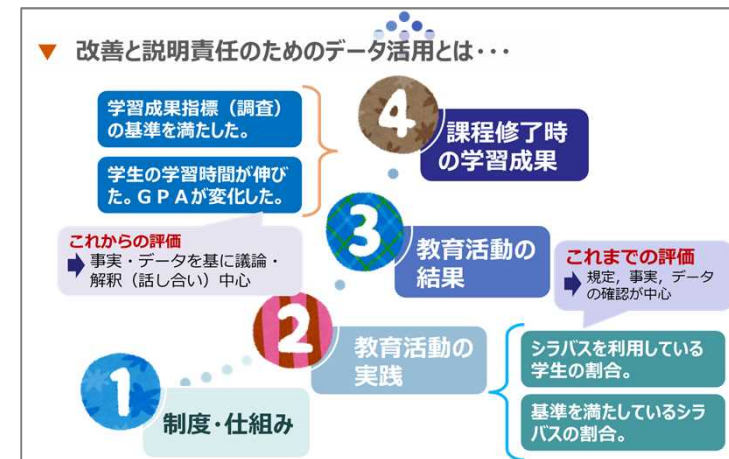 ▼ 改善と説明責任のためのデータ活用とは・・・
学習成果指標（調査）
の基準を満たした。
学生の学習時間が伸び
た。ＧＰＡが変化した。
4
課程修了時
の学習成果
これからの評価
事実・データを基に議論・
解釈（話し合い）中心
3
教育活動の
結果
これまでの評価
規定，事実，データ
の確認が中心
2
教育活動の
実践
シラバスを利用している
学生の割合。
基準を満たしているシラ
バスの割合。
1
制度・仕組み